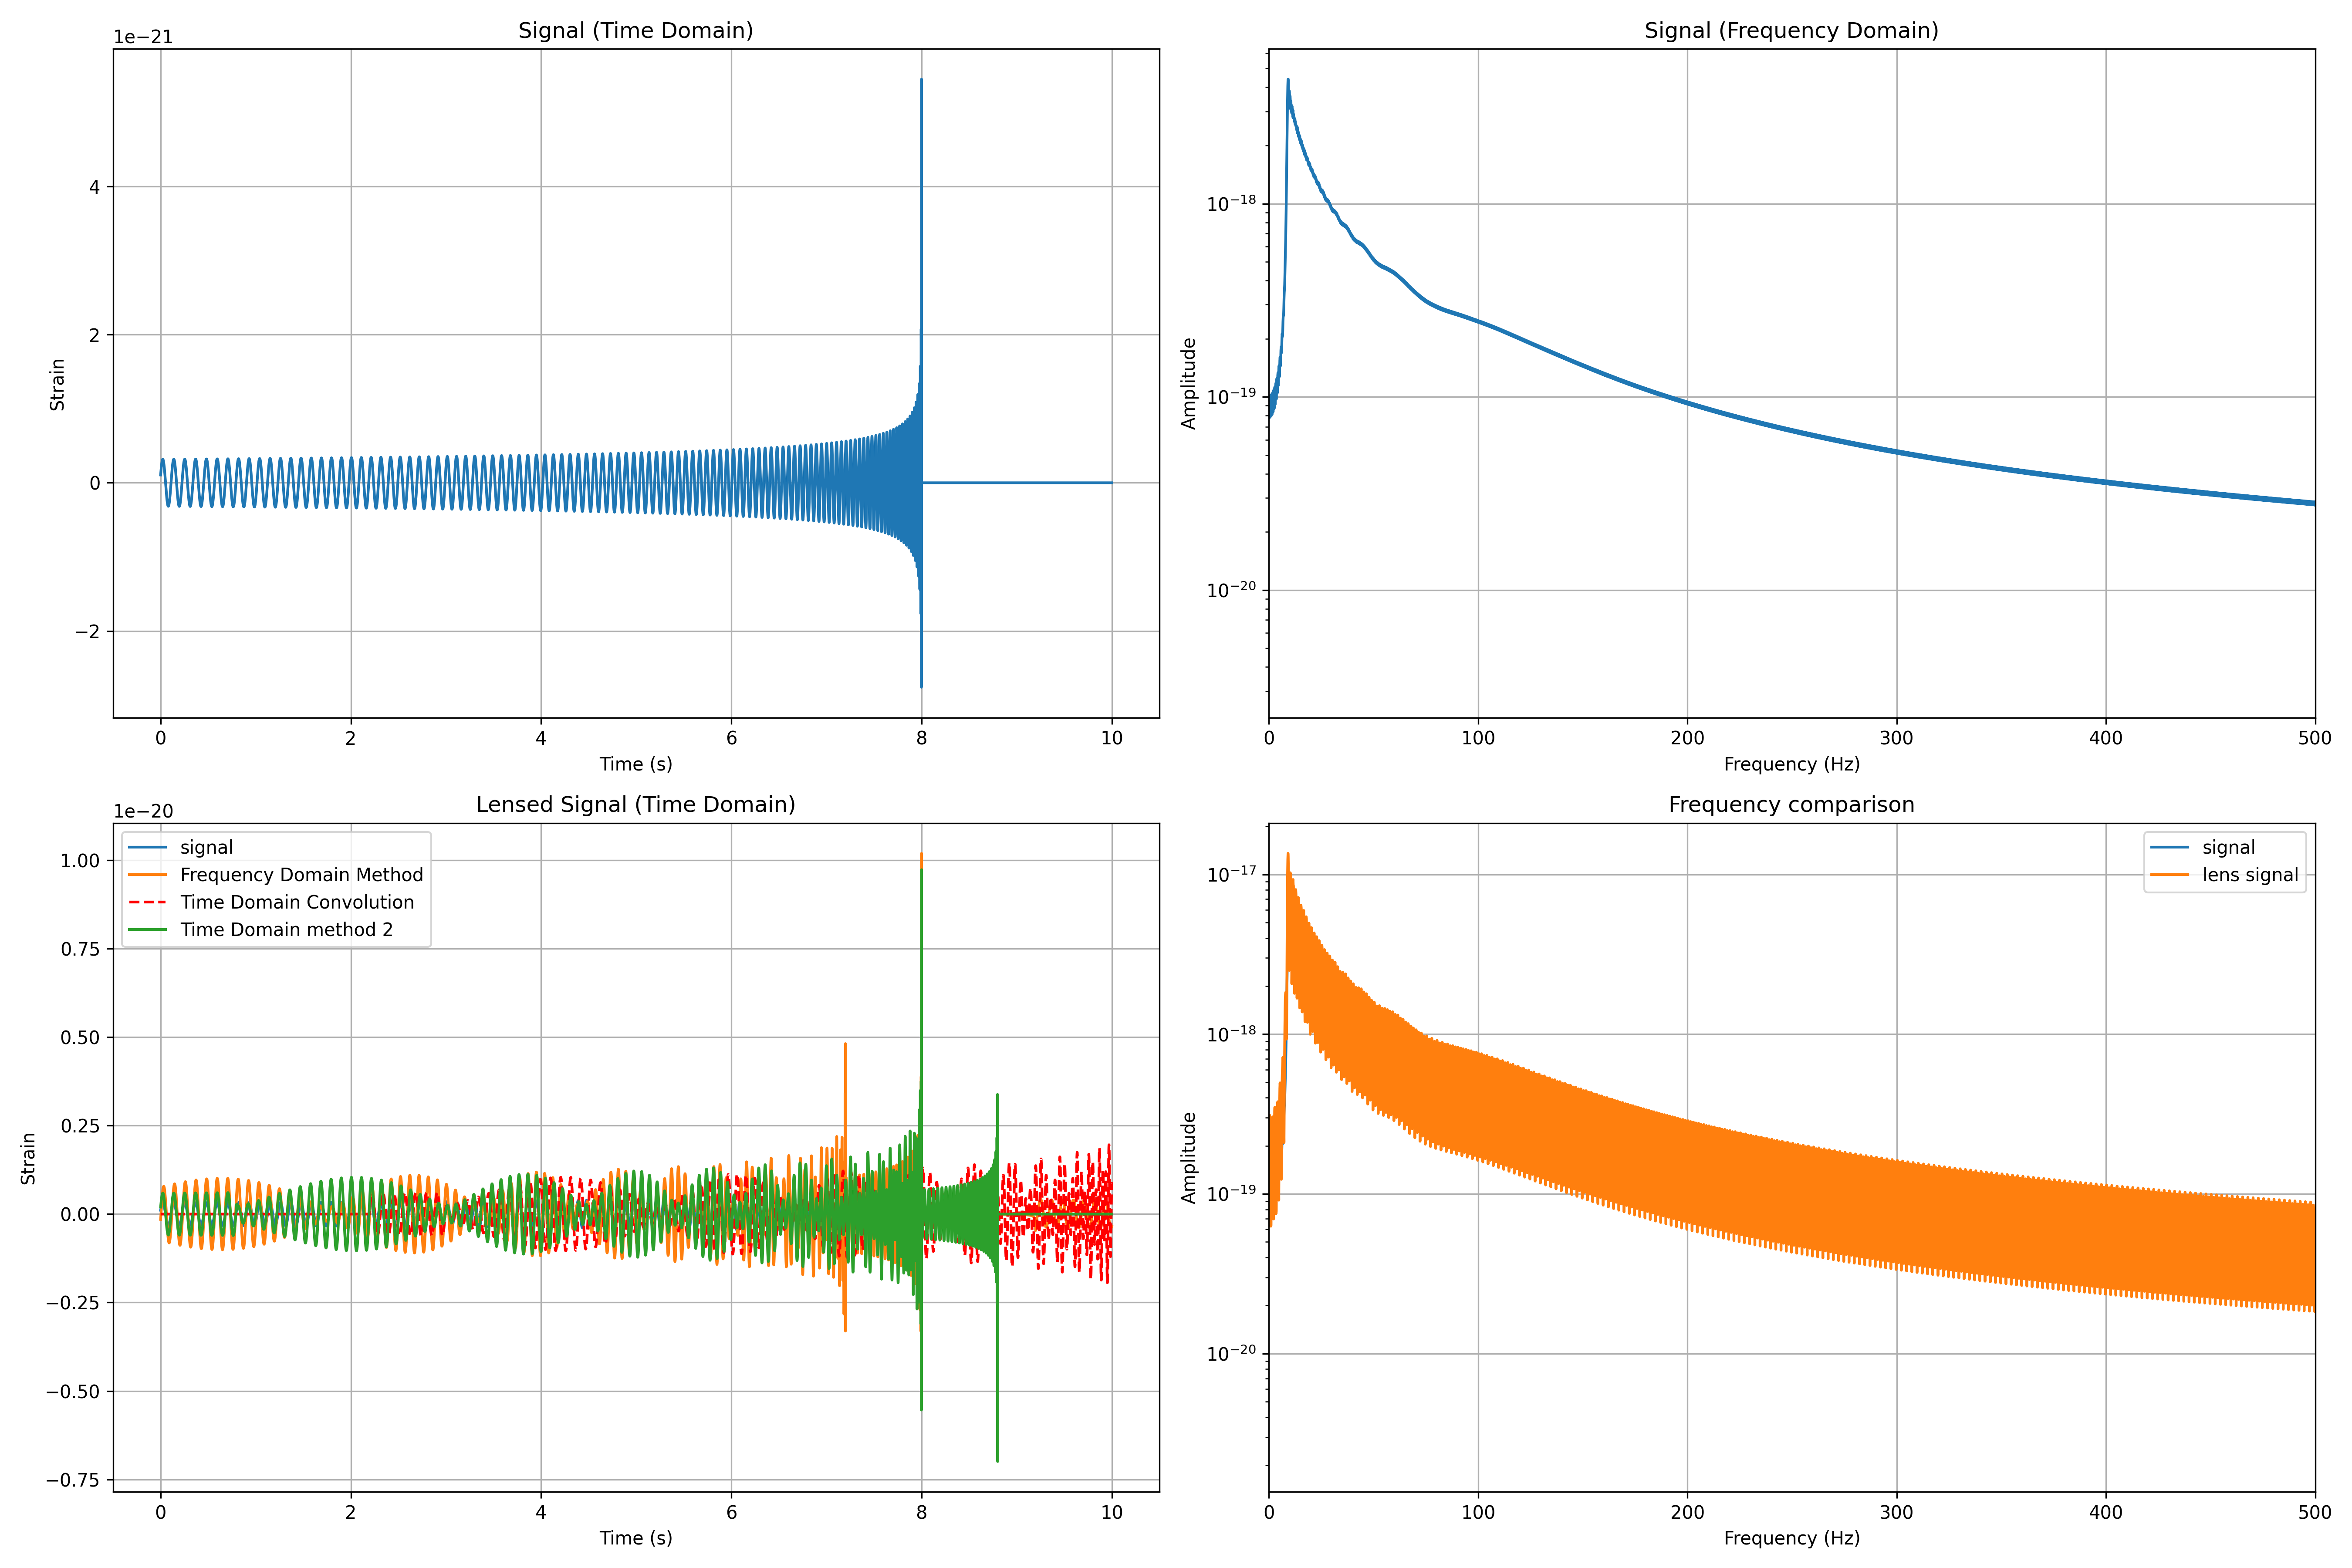 Signal (Time Domain)
1e−21
Strain
4
2
0
−2
0 2 4 6 8 10
Time (s)
Signal (Frequency Domain)
Amplitude
10⁻¹⁸
10⁻¹⁹
10⁻²⁰
0 100 200 300 400 500
Frequency (Hz)
Lensed Signal (Time Domain)
1e−20
signal
Frequency Domain Method
Time Domain Convolution
Time Domain method 2
Strain
1.00
0.75
0.50
0.25
0.00
−0.25
−0.50
−0.75
0 2 4 6 8 10
Time (s)
Frequency comparison
signal
lens signal
Amplitude
10⁻¹⁷
10⁻¹⁸
10⁻¹⁹
10⁻²⁰
0 100 200 300 400 500
Frequency (Hz)